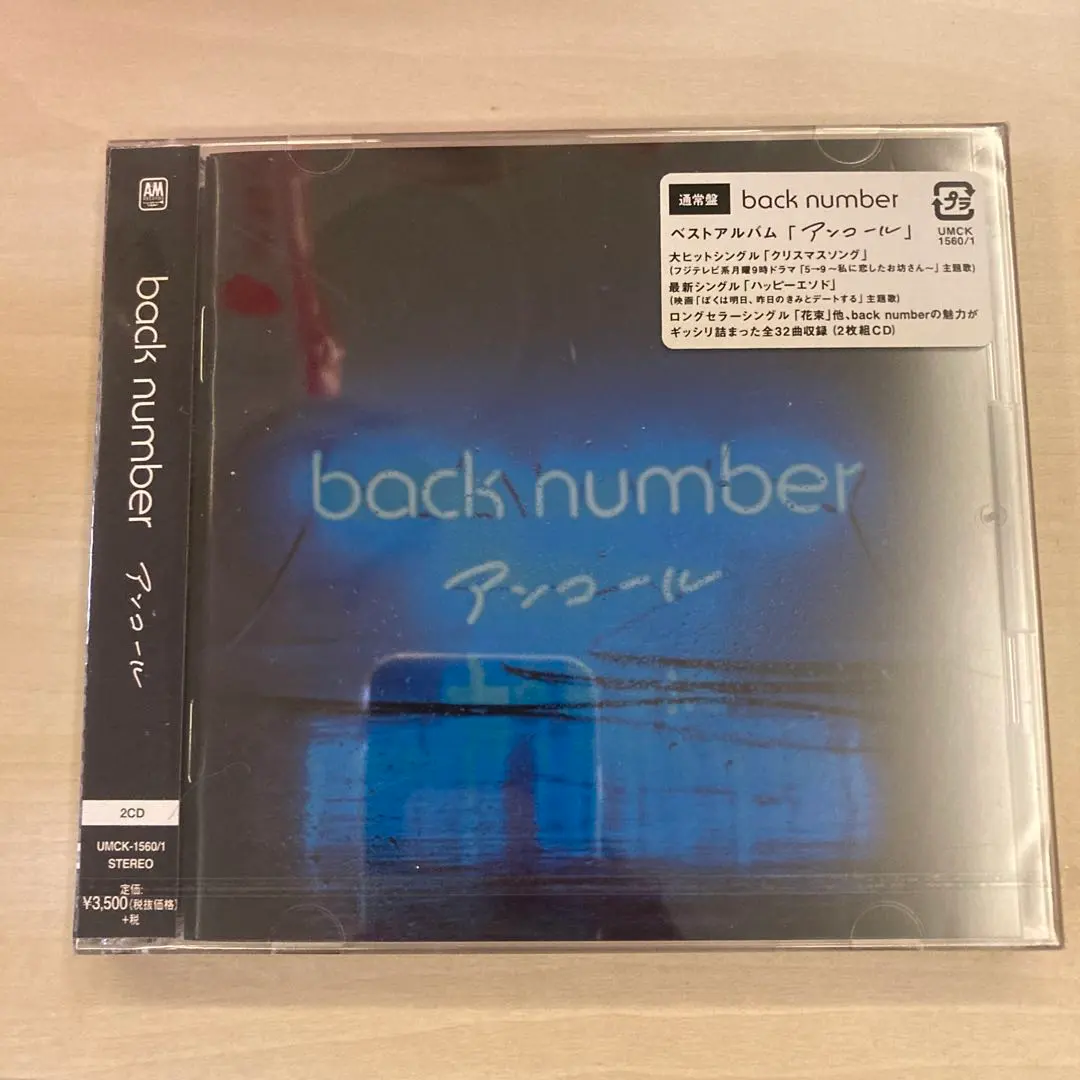 A&M
RECORDS
back number アンコール
2CD
UMCK-1560/1
STEREO
定価:
¥3,500(税抜価格)
+税
通常盤 back number
プラ
UMCK
1560/1
ベストアルバム「アンコール」
大ヒットシングル「クリスマスソング」
(フジテレビ系月曜9時ドラマ「5→9～私に恋したお坊さん～」主題歌)
最新シングル「ハッピーエンド」
(映画「ぼくは明日、昨日のきみとデートする」主題歌)
ロングセラーシングル「花束」他、back numberの魅力が
ギッシリ詰まった全32曲収録 (2枚組CD)
back number
アンコール